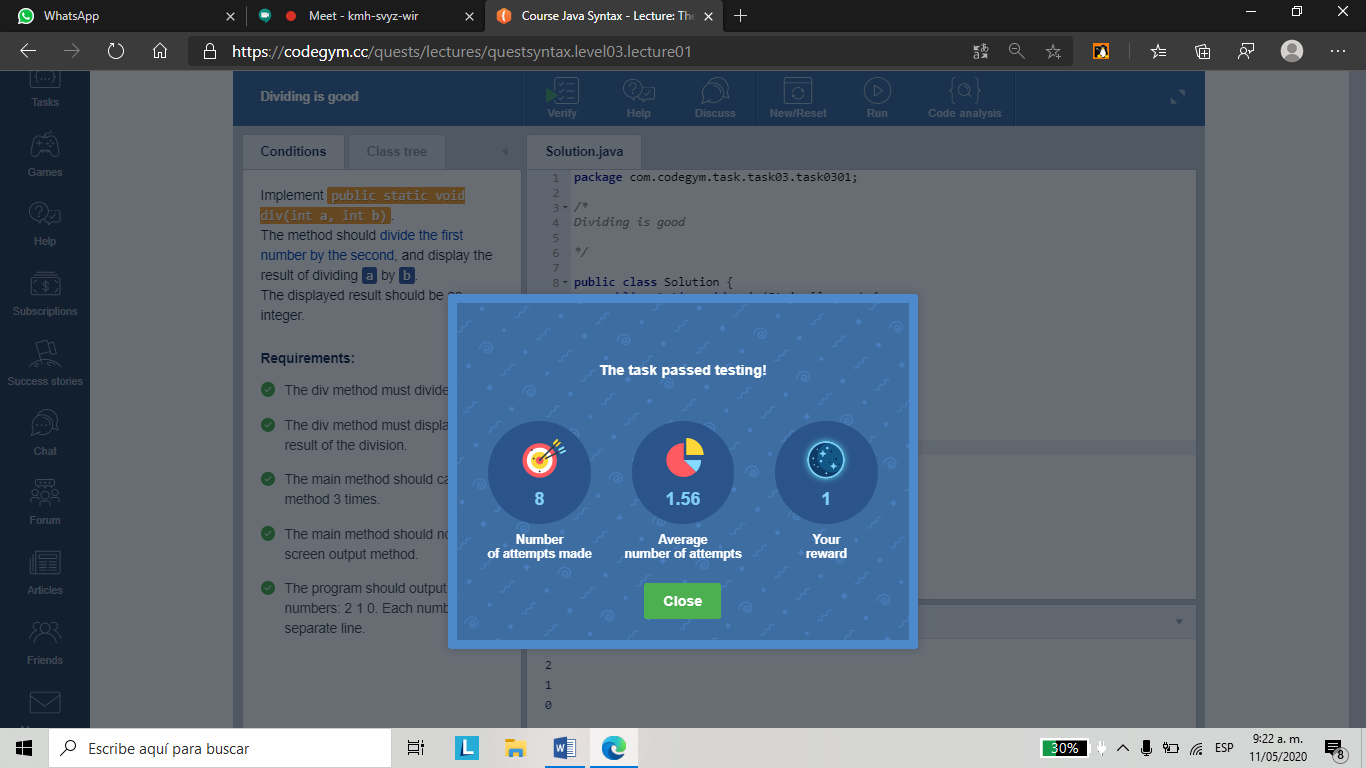 WhatsApp
Meet - kmh-svyz-wir
Course Java Syntax - Lecture: The
https://codegym.cc/quests/lectures/questsyntax.level03.lecture01
Tasks
Games
Help
Subscriptions
Success stories
Chat
Forum
Articles
Friends
Dividing is good
Verify
Help
Discuss
New/Reset
Run
Code analysis
Conditions
Class tree
Implement public static void
div(int a, int b).
The method should divide the first
number by the second, and display the
result of dividing a by b.
The displayed result should be
integer.
Requirements:
The div method must divide
The div method must displa
result of the division.
The main method should ca
method 3 times.
The main method should no
screen output method.
The program should output
numbers: 2 1 0. Each numb
separate line.
Solution.java
1 package com.codegym.task.task03.task0301;
2
3 /*
4 Dividing is good
5
6 */
7
8 public class Solution {
The task passed testing!
8
Number
of attempts made
1.56
Average
number of attempts
1
Your
reward
Close
2
1
0
Escribe aquí para buscar
30%
ESP
9:22 a. m.
11/05/2020
8